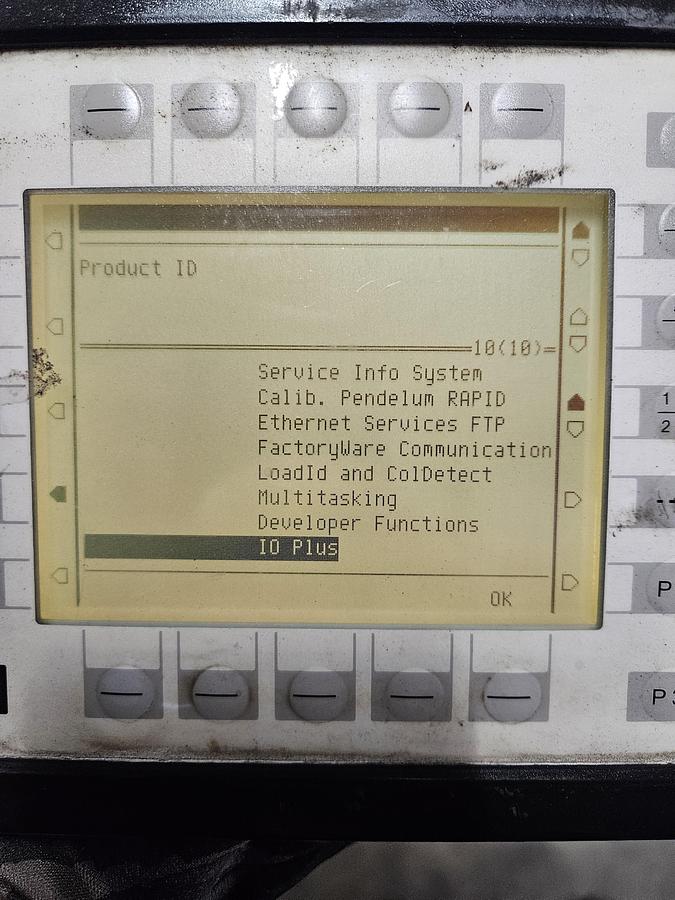 Product ID
10(10)=
Service Info System
Calib. Pendelum RAPID
Ethernet Services FTP
FactoryWare Communication
LoadId and ColDetect
Multitasking
Developer Functions
IO Plus
OK
1
2
P
P3